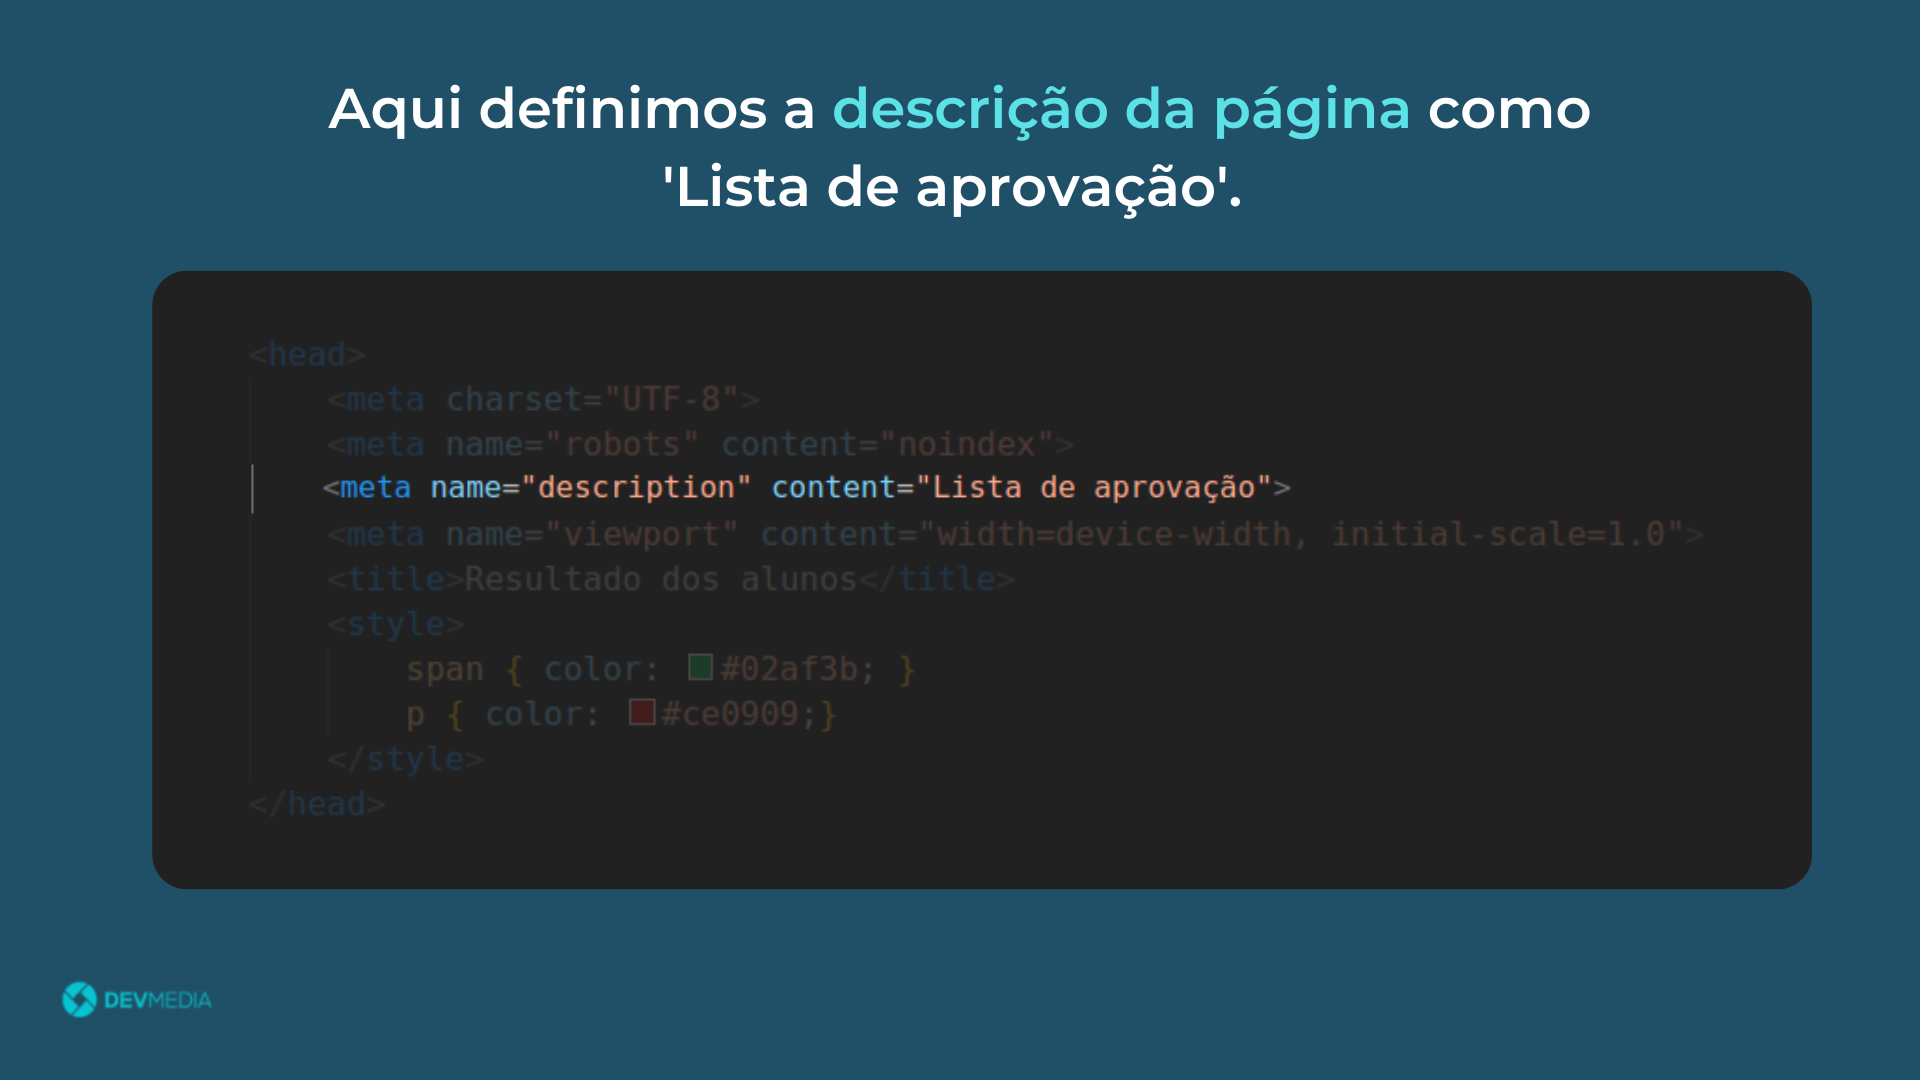 Aqui definimos a descrição da página como
'Lista de aprovação'.
<head>
<meta charset="UTF-8">
<meta name="robots" content="noindex">
<meta name="description" content="Lista de aprovação">
<meta name="viewport" content="width=device-width, initial-scale=1.0">
<title>Resultado dos alunos</title>
<style>
span { color: #02af3b; }
p { color: #ce0909;}
</style>
</head>
DEVMEDIA